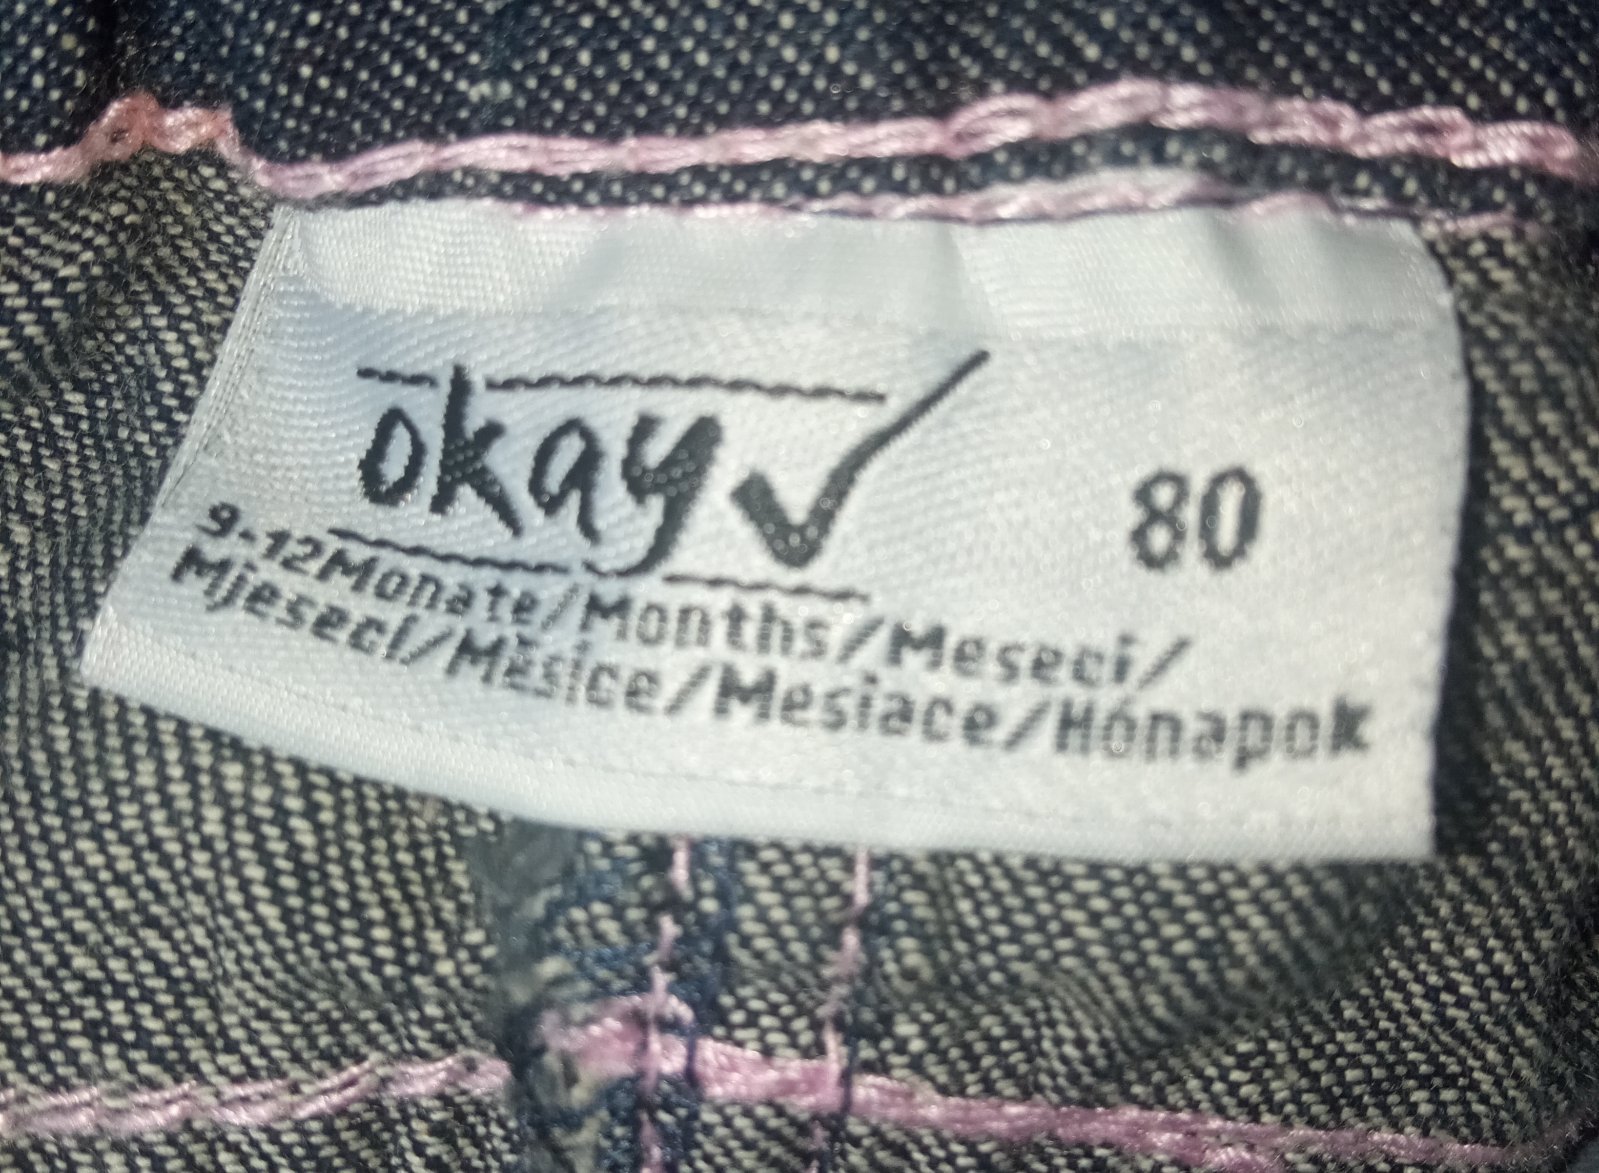 okay
80
9-12Monate/Months/Meseci/
Mjeseci/Měsíce/Mesiace/Hónapok